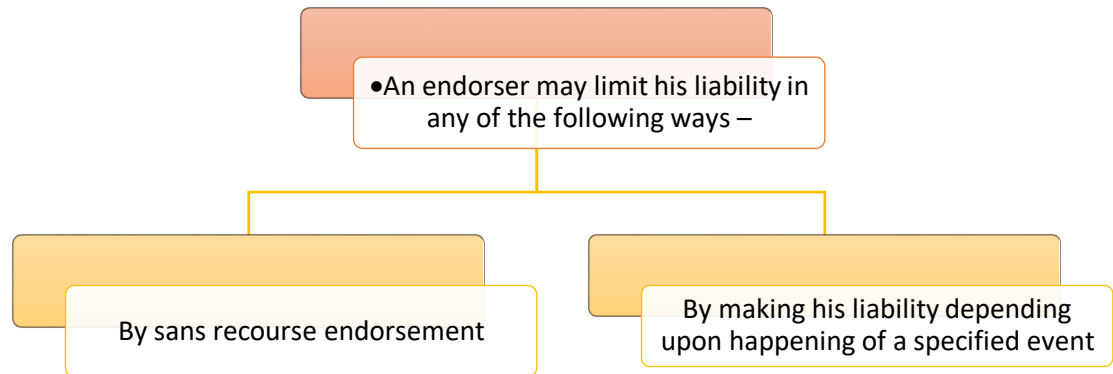 •An endorser may limit his liability in
any of the following ways –
By sans recourse endorsement
By making his liability depending
upon happening of a specified event